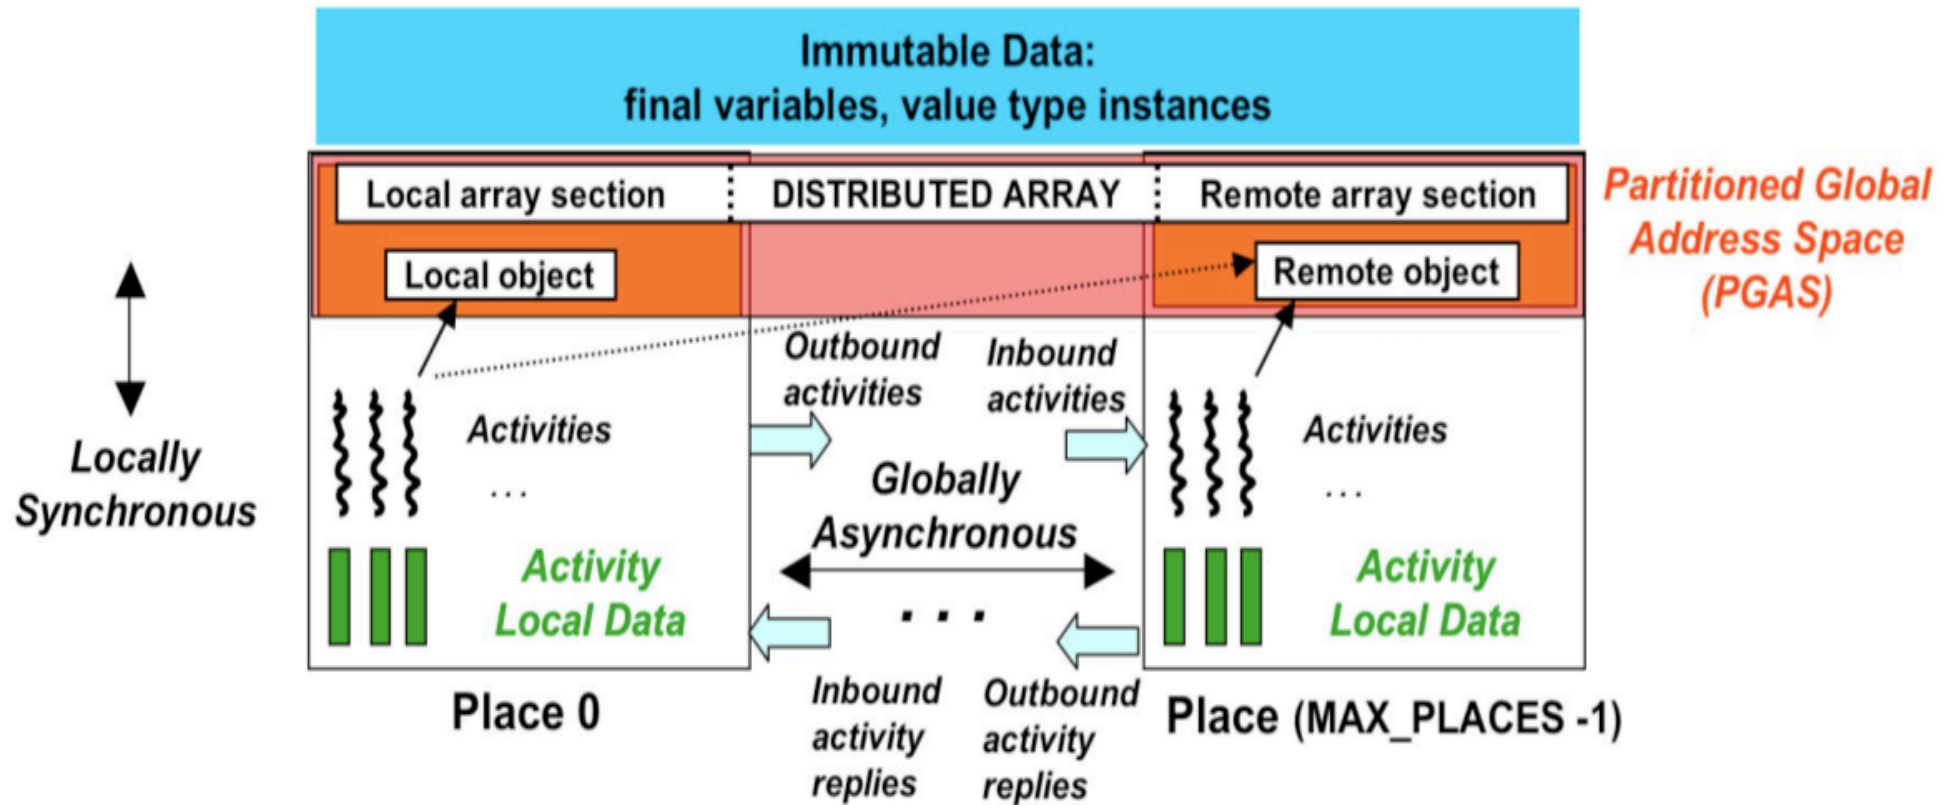 Immutable Data:
final variables, value type instances
Local array section
DISTRIBUTED ARRAY
Remote array section
Partitioned Global
Address Space
(PGAS)
Local object
Remote object
Outbound
activities
Inbound
activities
Locally
Synchronous
Activities
...
Globally
Asynchronous
Activities
...
Activity
Local Data
...
Activity
Local Data
Inbound
activity
replies
Outbound
activity
replies
Place 0
Place (MAX_PLACES -1)